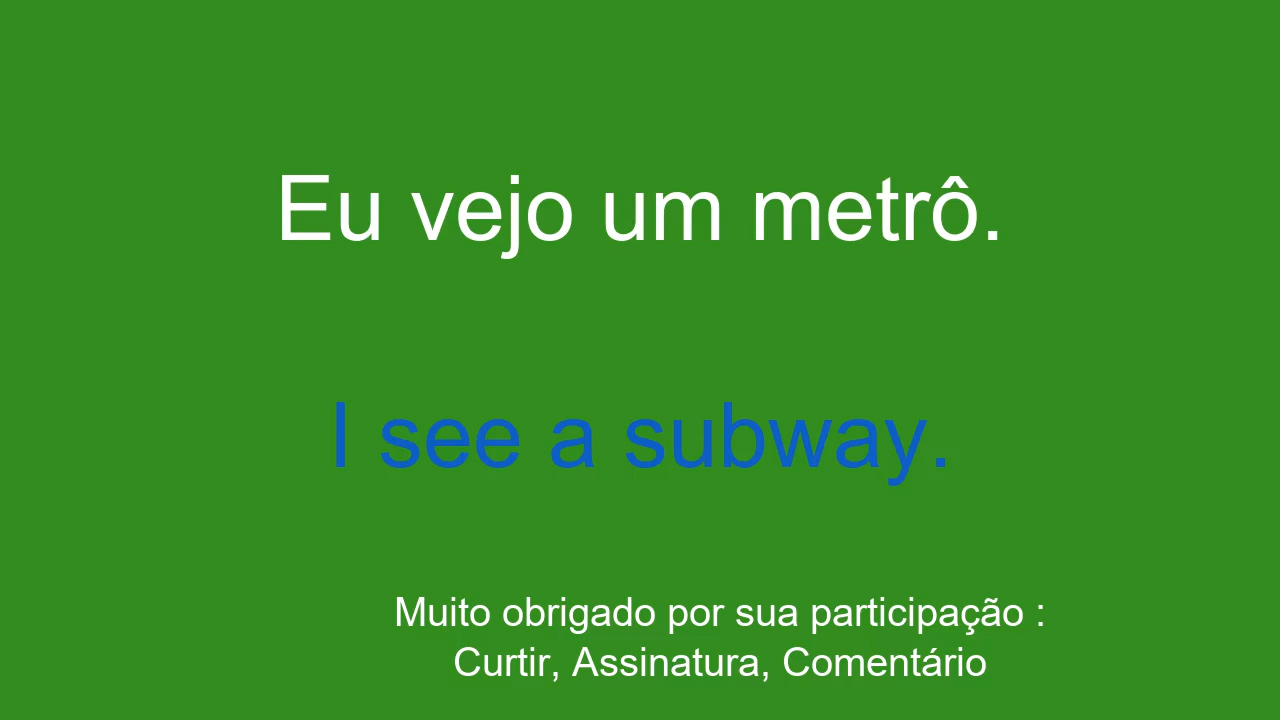 Eu vejo um metrô.
I see a subway.
Muito obrigado por sua participação :
Curtir, Assinatura, Comentário